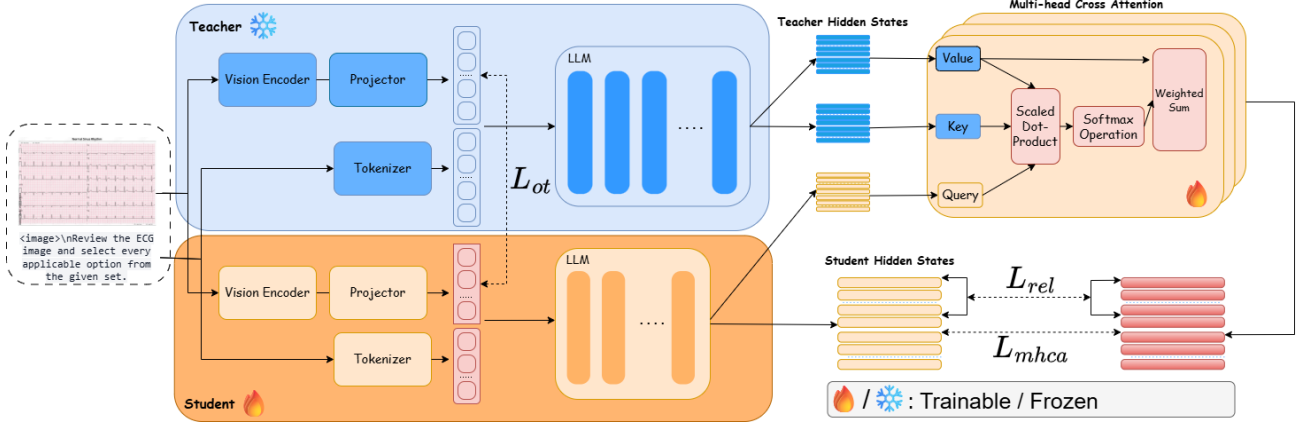 Teacher
Vision Encoder
Projector
Tokenizer
LLM
....
L_ot
<image>\nReview the ECG
image and select every
applicable option from
the given set.
Vision Encoder
Projector
Tokenizer
LLM
....
Student
Teacher Hidden States
Multi-head Cross Attention
Value
Key
Query
Scaled
Dot-
Product
Softmax
Operation
Weighted
Sum
Student Hidden States
L_rel
L_mhca
/ : Trainable / Frozen